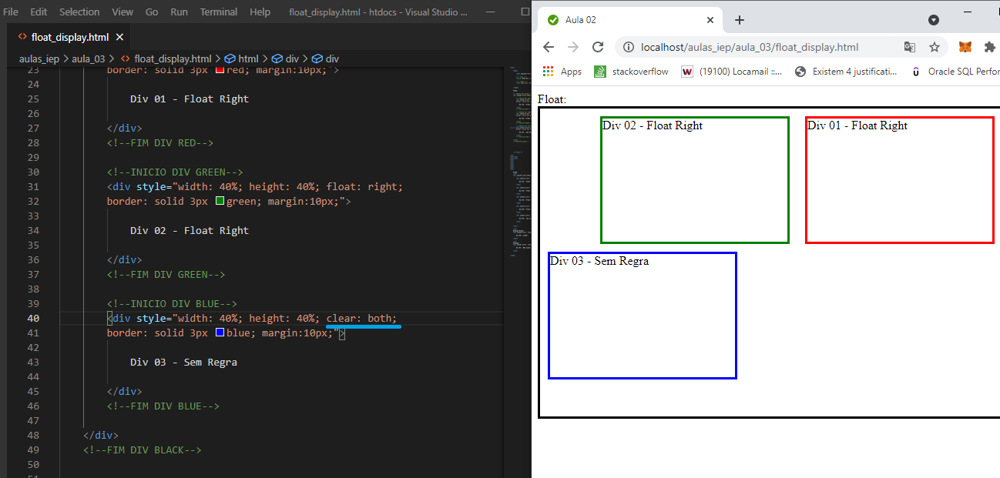 File Edit Selection View Go Run Terminal Help float_display.html - htdocs - Visual Studio ...
float_display.html
aulas_iep > aula_03 > float_display.html > html > div > div
23 border: solid 3px red; margin:10px;">
24
25 Div 01 - Float Right
26
27 </div>
28 <!--FIM DIV RED-->
29
30 <!--INICIO DIV GREEN-->
31 <div style="width: 40%; height: 40%; float: right;
32 border: solid 3px green; margin:10px;">
33
34 Div 02 - Float Right
35
36 </div>
37 <!--FIM DIV GREEN-->
38
39 <!--INICIO DIV BLUE-->
40 <div style="width: 40%; height: 40%; clear: both;
41 border: solid 3px blue; margin:10px;">
42
43 Div 03 - Sem Regra
44
45 </div>
46 <!--FIM DIV BLUE-->
47
48 </div>
49 <!--FIM DIV BLACK-->
50
Aula 02
localhost/aulas_iep/aula_03/float_display.html
Apps stackoverflow (19100) Locamail ::... Existem 4 justificati... Oracle SQL Perfor
Float:
Div 02 - Float Right
Div 01 - Float Right
Div 03 - Sem Regra